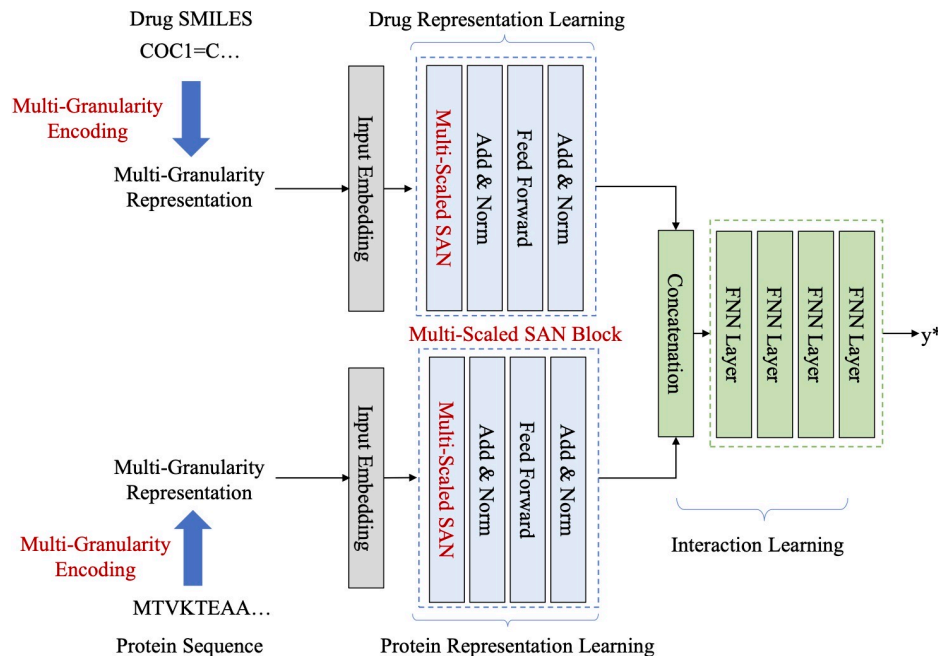 Drug SMILES
COC1=C...
Multi-Granularity
Encoding
Multi-Granularity
Representation
Input Embedding
Drug Representation Learning
Multi-Scaled SAN
Add & Norm
Feed Forward
Add & Norm
Multi-Scaled SAN Block
Multi-Granularity
Representation
Multi-Granularity
Encoding
MTVKTEAA...
Protein Sequence
Input Embedding
Multi-Scaled SAN
Add & Norm
Feed Forward
Add & Norm
Protein Representation Learning
Concatenation
FNN Layer
FNN Layer
FNN Layer
FNN Layer
y*
Interaction Learning